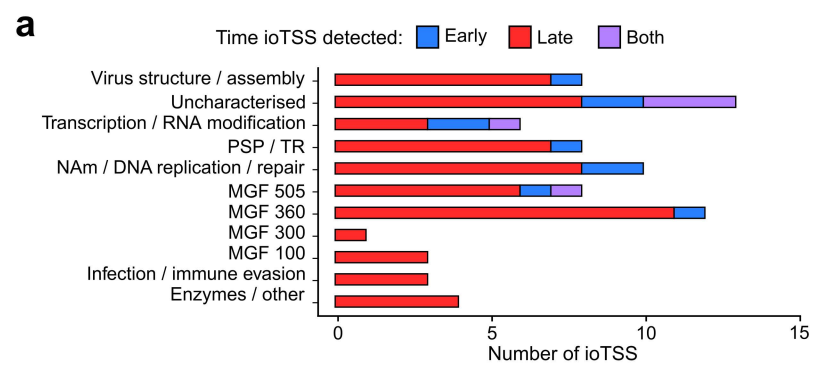 a
Time ioTSS detected: Early Late Both
Virus structure / assembly
Uncharacterised
Transcription / RNA modification
PSP / TR
NAm / DNA replication / repair
MGF 505
MGF 360
MGF 300
MGF 100
Infection / immune evasion
Enzymes / other
0 5 10 15
Number of ioTSS